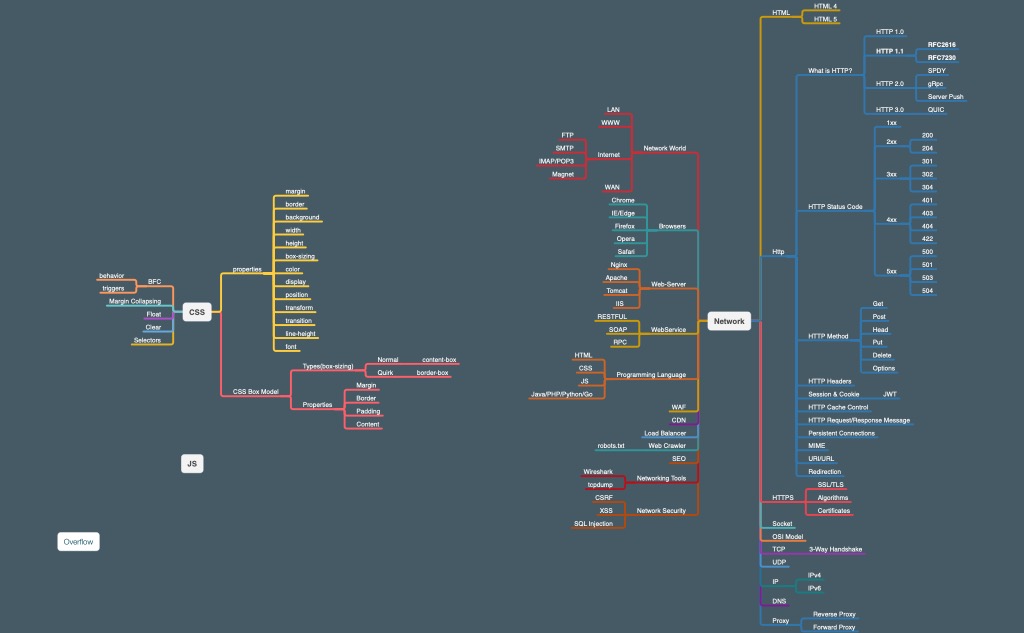 behavior
triggers
BFC
Margin Collapsing
Float
Clear
Selectors
CSS
properties
margin
border
background
width
height
box-sizing
color
display
position
transform
transition
line-height
font
CSS Box Model
Types(box-sizing)
Normal
content-box
Quirk
border-box
Properties
Margin
Border
Padding
Content
JS
Overflow
Network
LAN
WWW
FTP
SMTP
IMAP/POP3
Magnet
Internet
WAN
Network World
Chrome
IE/Edge
Firefox
Opera
Safari
Browsers
Nginx
Apache
Tomcat
IIS
Web-Server
RESTFUL
SOAP
RPC
WebService
HTML
CSS
JS
Java/PHP/Python/Go
Programming Language
WAF
CDN
Load Balancer
robots.txt
Web Crawler
SEO
Wireshark
tcpdump
Networking Tools
CSRF
XSS
SQL Injection
Network Security
HTML
HTML 4
HTML 5
Http
What is HTTP?
HTTP 1.0
HTTP 1.1
RFC2616
RFC7230
HTTP 2.0
SPDY
gRpc
Server Push
HTTP 3.0
QUIC
HTTP Status Code
1xx
2xx
200
204
3xx
301
302
304
4xx
401
403
404
422
5xx
500
501
503
504
HTTP Method
Get
Post
Head
Put
Delete
Options
HTTP Headers
Session & Cookie
JWT
HTTP Cache Control
HTTP Request/Response Message
Persistent Connections
MIME
URI/URL
Redirection
HTTPS
SSL/TLS
Algorithms
Certificates
Socket
OSI Model
TCP
3-Way Handshake
UDP
IP
IPv4
IPv6
DNS
Proxy
Reverse Proxy
Forward Proxy